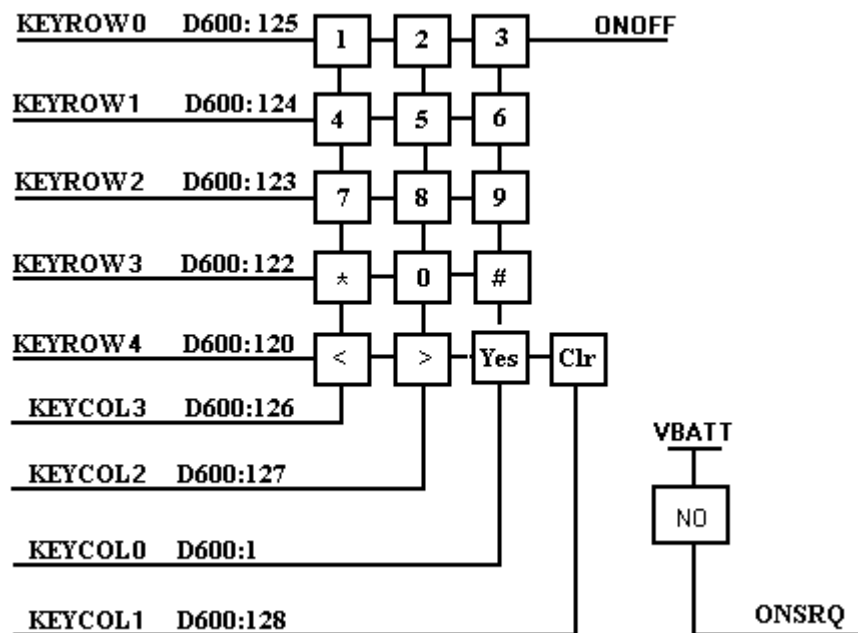 KEYROW0 D600:125 1 2 3 ONOFF
KEYROW1 D600:124 4 5 6
KEYROW2 D600:123 7 8 9
KEYROW3 D600:122 * 0 #
KEYROW4 D600:120 < > Yes Clr
KEYCOL3 D600:126
VBATT
KEYCOL2 D600:127
NO
KEYCOL0 D600:1
KEYCOL1 D600:128 ONSRQ